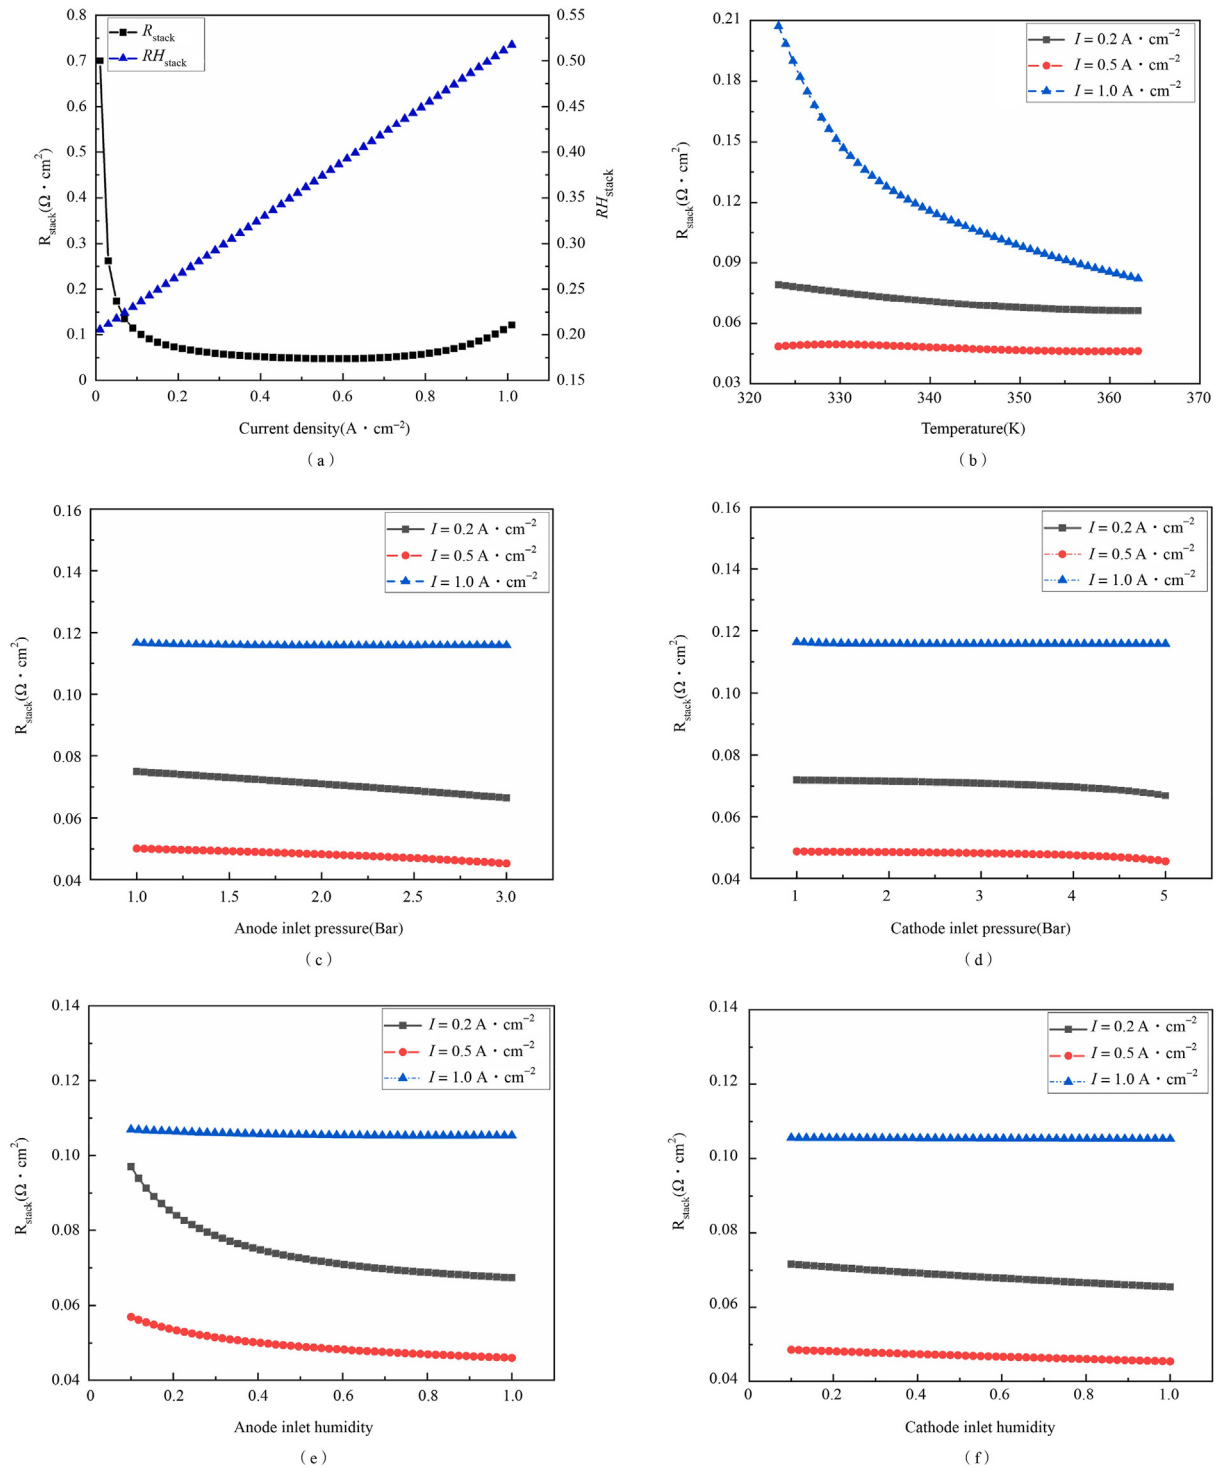 0.8
0.7
0.6
0.5
0.4
0.3
0.2
0.1
0
R_stack(Ω·cm²)
R_stack
RH_stack
0.55
0.50
0.45
0.40
0.35
0.30
0.25
0.20
0.15
RH_stack
0 0.2 0.4 0.6 0.8 1.0
Current density(A·cm⁻²)
(a)
0.21
0.18
0.15
0.12
0.09
0.06
0.03
R_stack(Ω·cm²)
I = 0.2 A·cm⁻²
I = 0.5 A·cm⁻²
I = 1.0 A·cm⁻²
320 330 340 350 360 370
Temperature(K)
(b)
0.16
0.14
0.12
0.10
0.08
0.06
0.04
R_stack(Ω·cm²)
I = 0.2 A·cm⁻²
I = 0.5 A·cm⁻²
I = 1.0 A·cm⁻²
1.0 1.5 2.0 2.5 3.0
Anode inlet pressure(Bar)
(c)
0.16
0.14
0.12
0.10
0.08
0.06
0.04
R_stack(Ω·cm²)
I = 0.2 A·cm⁻²
I = 0.5 A·cm⁻²
I = 1.0 A·cm⁻²
1 2 3 4 5
Cathode inlet pressure(Bar)
(d)
0.14
0.12
0.10
0.08
0.06
0.04
R_stack(Ω·cm²)
I = 0.2 A·cm⁻²
I = 0.5 A·cm⁻²
I = 1.0 A·cm⁻²
0 0.2 0.4 0.6 0.8 1.0
Anode inlet humidity
(e)
0.14
0.12
0.10
0.08
0.06
0.04
R_stack(Ω·cm²)
I = 0.2 A·cm⁻²
I = 0.5 A·cm⁻²
I = 1.0 A·cm⁻²
0 0.2 0.4 0.6 0.8 1.0
Cathode inlet humidity
(f)